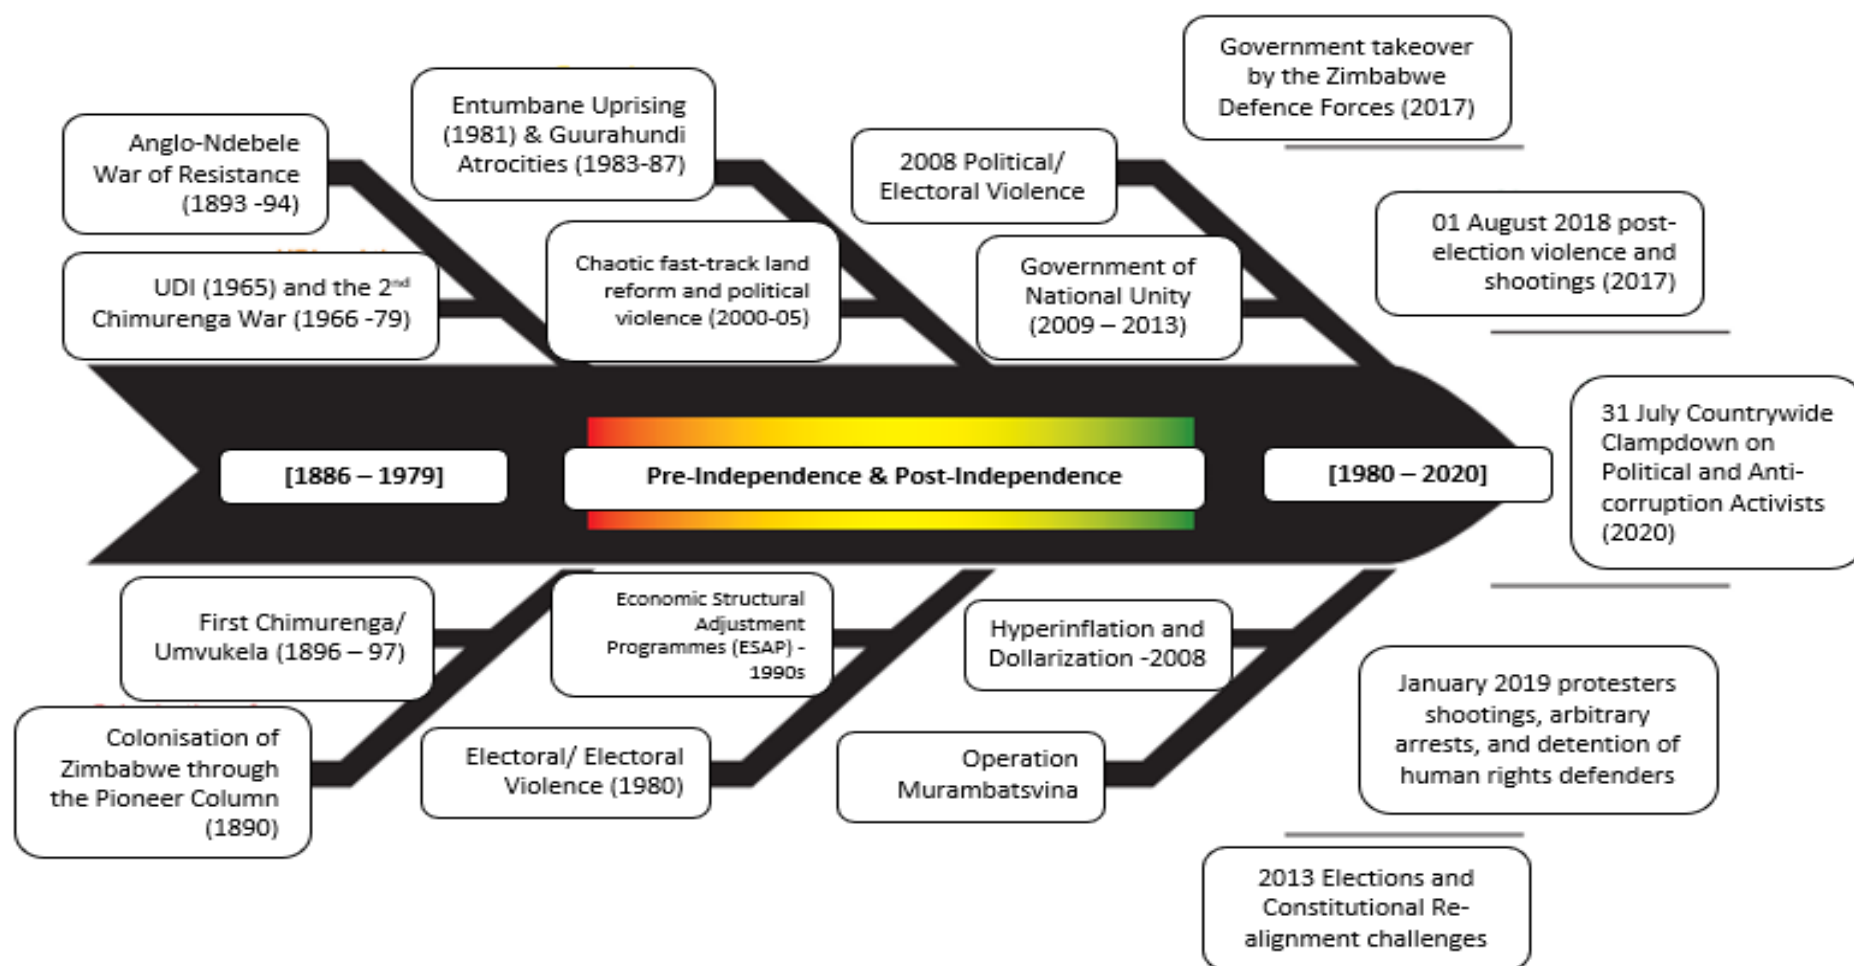 Government takeover
by the Zimbabwe
Defence Forces (2017)
Entumbane Uprising
(1981) & Guurahundi
Atrocities (1983-87)
Anglo-Ndebele
War of Resistance
(1893 -94)
2008 Political/
Electoral Violence
01 August 2018 post-
election violence and
shootings (2017)
UDI (1965) and the 2nd
Chimurenga War (1966 -79)
Chaotic fast-track land
reform and political
violence (2000-05)
Government of
National Unity
(2009 – 2013)
31 July Countrywide
Clampdown on
Political and Anti-
corruption Activists
(2020)
[1886 – 1979]
Pre-Independence & Post-Independence
[1980 – 2020]
First Chimurenga/
Umvukela (1896 – 97)
Economic Structural
Adjustment
Programmes (ESAP) -
1990s
Hyperinflation and
Dollarization -2008
January 2019 protesters
shootings, arbitrary
arrests, and detention of
human rights defenders
Colonisation of
Zimbabwe through
the Pioneer Column
(1890)
Electoral/ Electoral
Violence (1980)
Operation
Murambatsvina
2013 Elections and
Constitutional Re-
alignment challenges